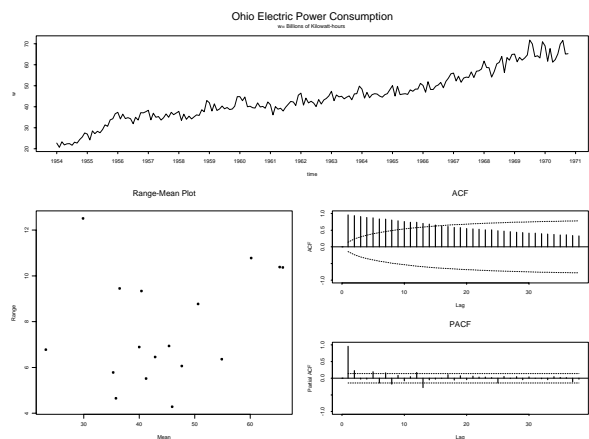 Ohio Electric Power Consumption
w= Billions of Kilowatt-hours
w
20 30 40 50 60 70
1954 1955 1956 1957 1958 1959 1960 1961 1962 1963 1964 1965 1966 1967 1968 1969 1970 1971
time
Range-Mean Plot
Range
4 6 8 10 12
30 40 50 60
Mean
ACF
ACF
-1.0 0.0 0.5 1.0
0 10 20 30
Lag
PACF
Partial ACF
-1.0 0.0 0.5 1.0
0 10 20 30
Lag